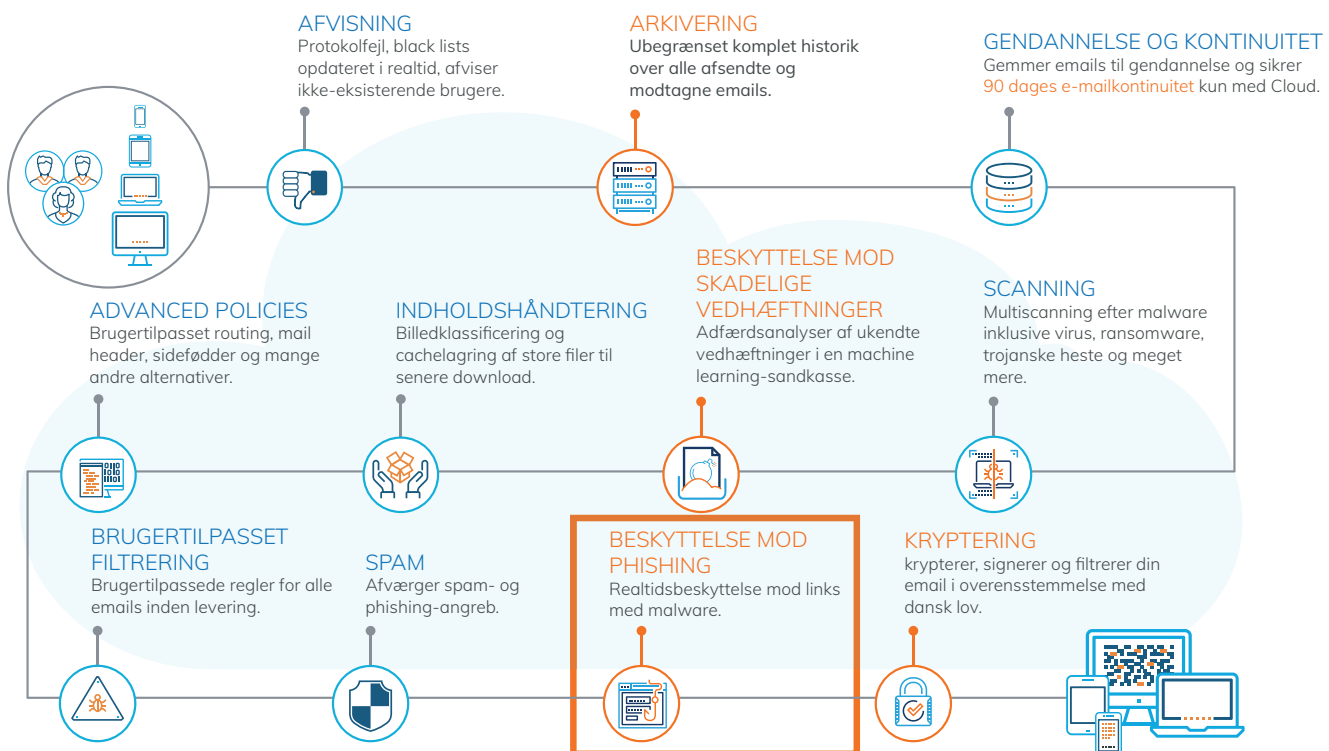 AFVISNING
Protokolfejl, black lists
opdateret i realtid, afviser
ikke-eksisterende brugere.
ARKIVERING
Ubegrænset komplet historik
over alle afsendte og
modtagne emails.
GENDANNELSE OG KONTINUITET
Gemmer emails til gendannelse og sikrer
90 dages e-mailkontinuitet kun med Cloud.
ADVANCED POLICIES
Brugertilpasset routing, mail
header, sidefødder og mange
andre alternativer.
INDHOLDSHÅNDTERING
Billedklassificering og
cachelagring af store filer til
senere download.
BESKYTTELSE MOD
SKADELIGE
VEDHÆFTNINGER
Adfærdsanalyser af ukendte
vedhæftninger i en machine
learning-sandkasse.
SCANNING
Multiscanning efter malware
inklusive virus, ransomware,
trojanske heste og meget
mere.
BRUGERTILPASSET
FILTRERING
Brugertilpassede regler for alle
emails inden levering.
SPAM
Afværger spam- og
phishing-angreb.
BESKYTTELSE MOD
PHISHING
Realtidsbeskyttelse mod links
med malware.
KRYPTERING
krypterer, signerer og filtrerer din
email i overensstemmelse med
dansk lov.